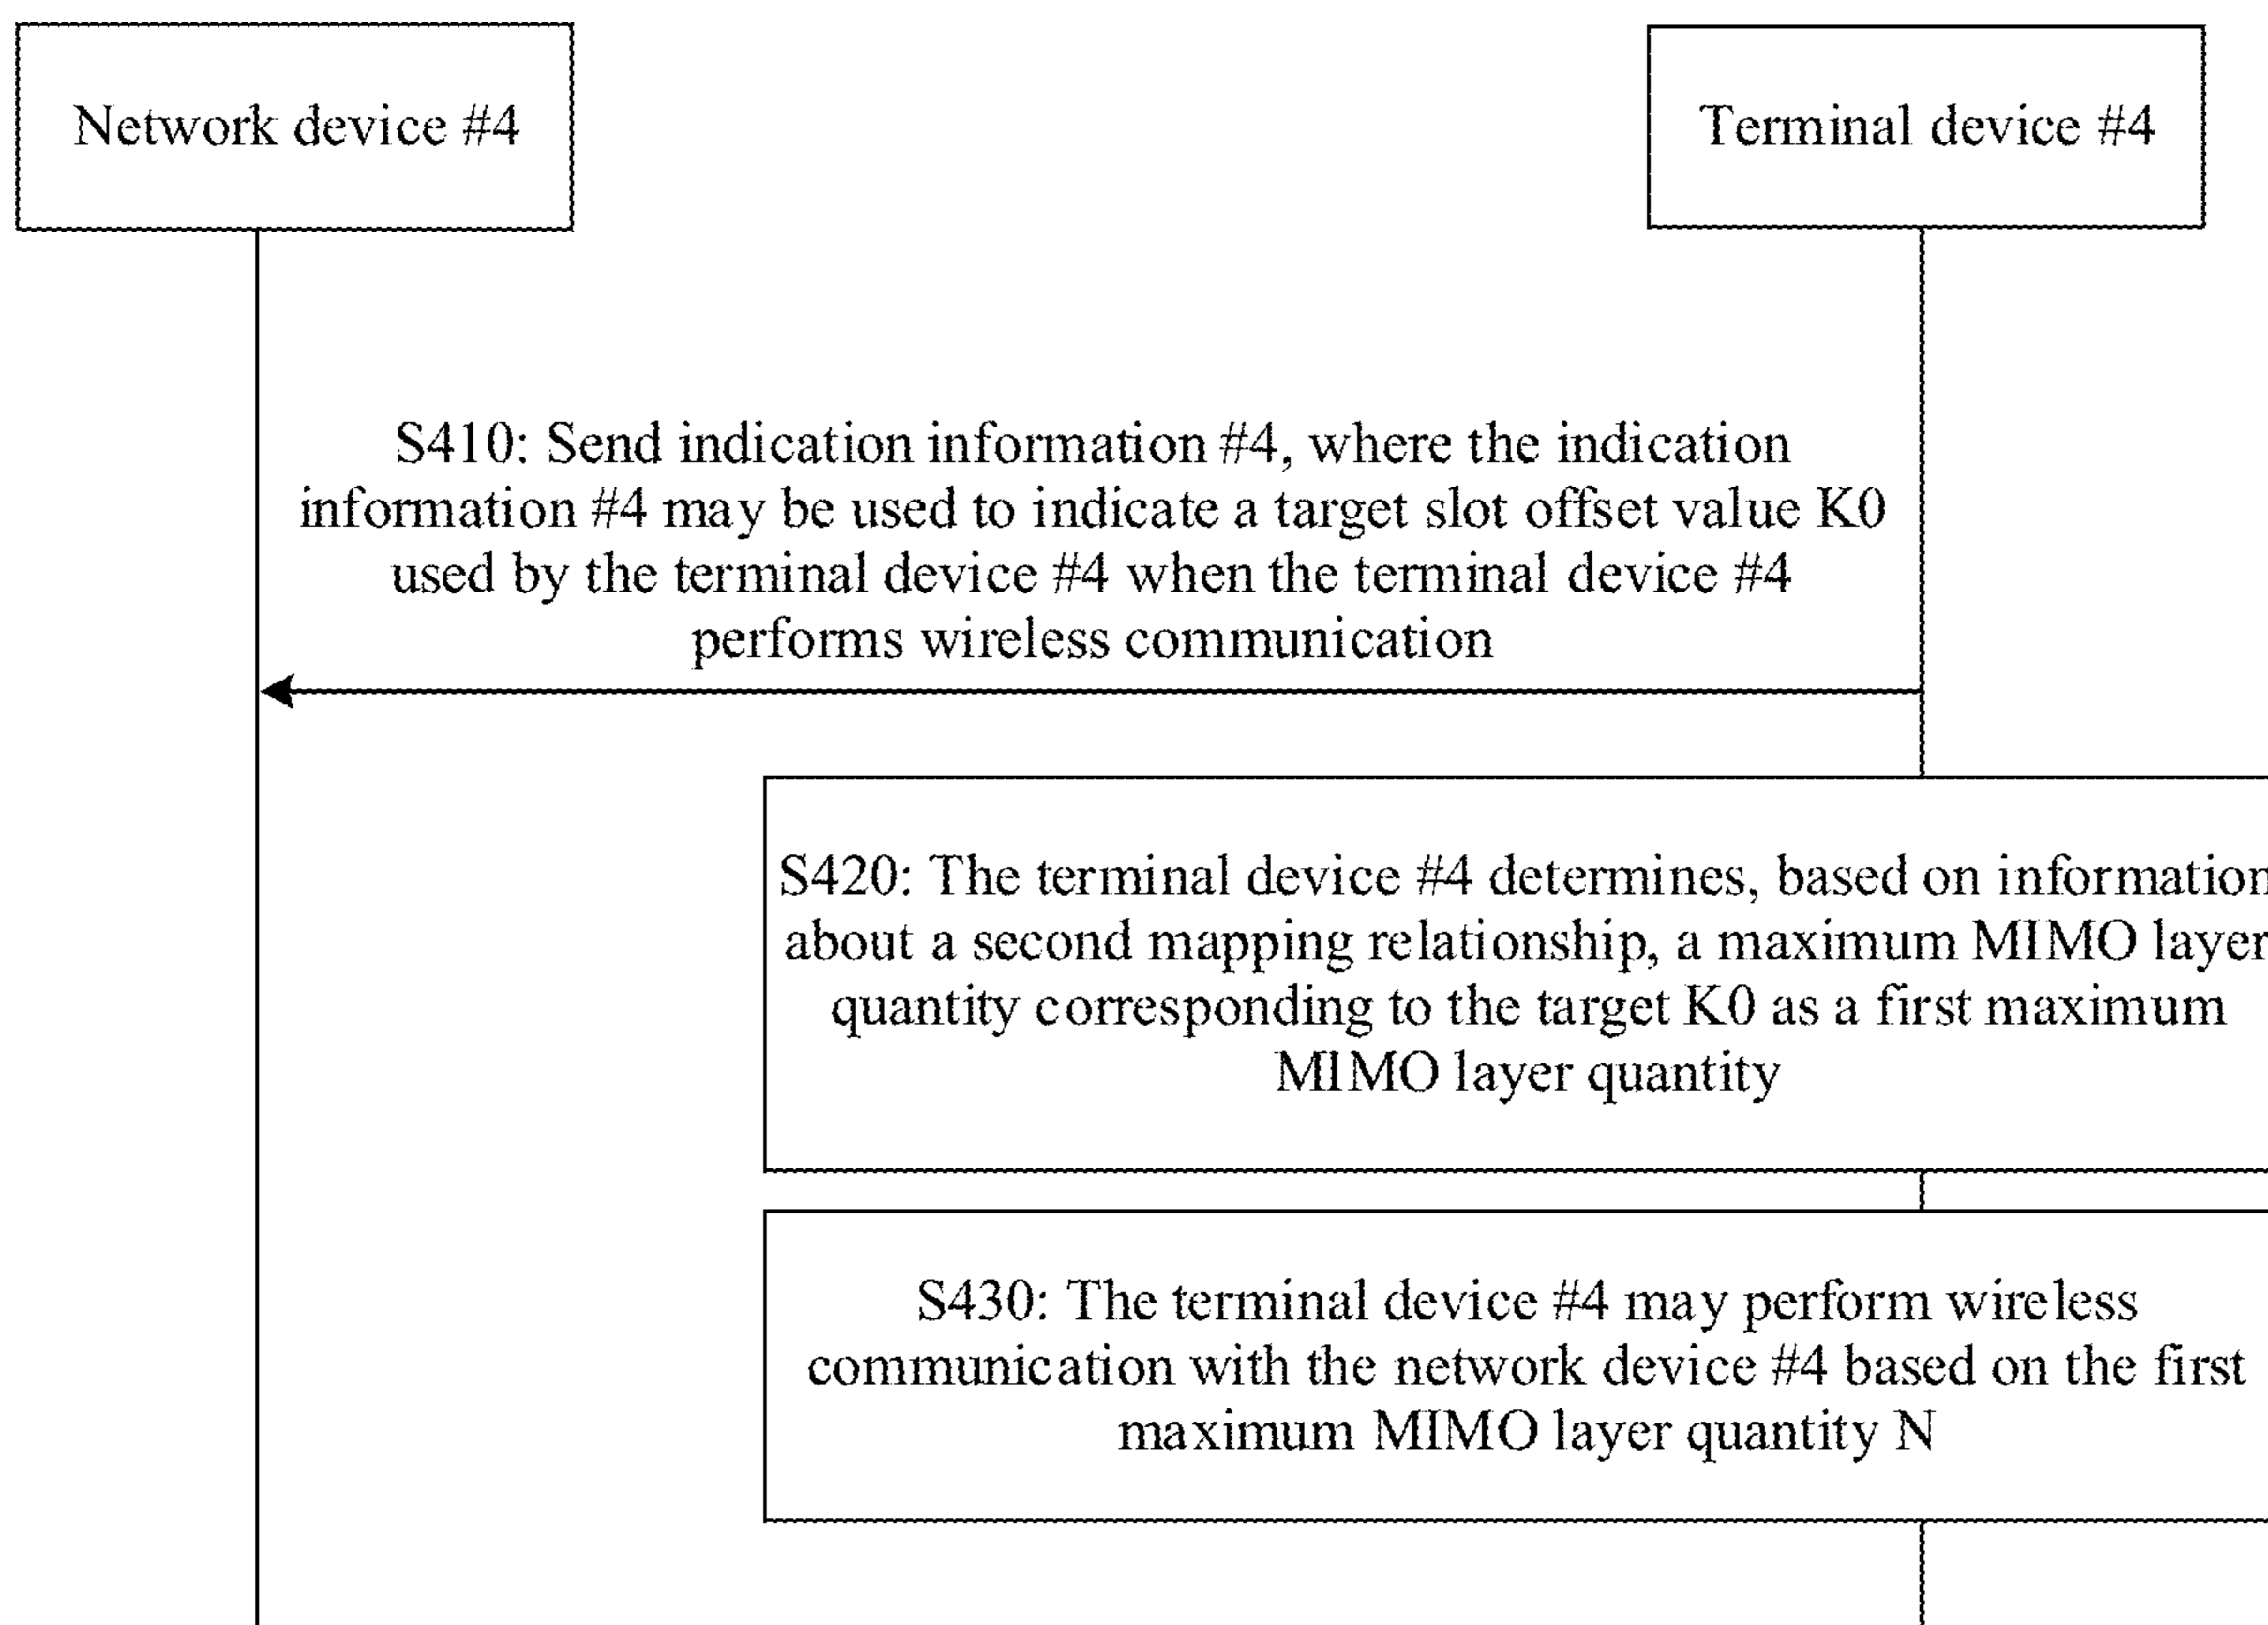 Network device #4
Terminal device #4
S410: Send indication information #4, where the indication
information #4 may be used to indicate a target slot offset value K0
used by the terminal device #4 when the terminal device #4
performs wireless communication
S420: The terminal device #4 determines, based on information
about a second mapping relationship, a maximum MIMO layer
quantity corresponding to the target K0 as a first maximum
MIMO layer quantity
S430: The terminal device #4 may perform wireless
communication with the network device #4 based on the first
maximum MIMO layer quantity N